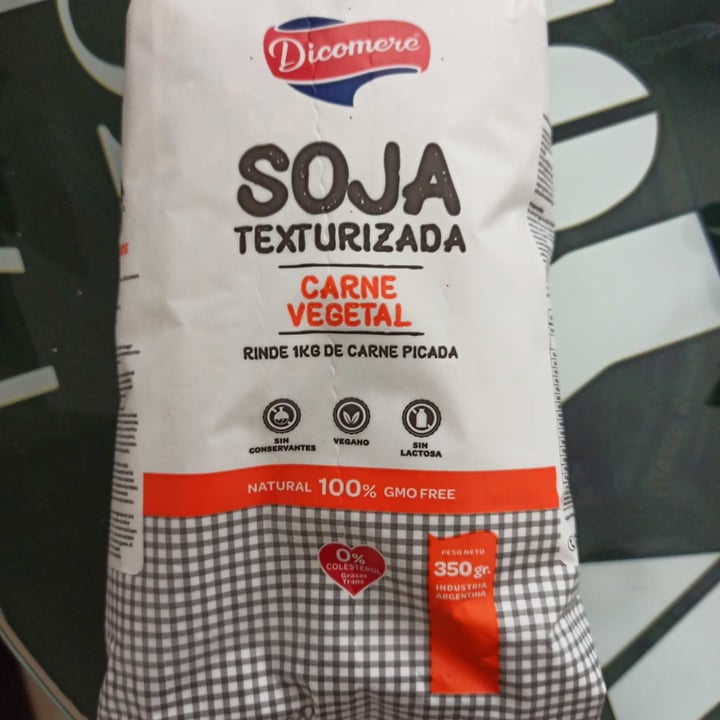 Dicomere
SOJA
TEXTURIZADA
CARNE
VEGETAL
RINDE 1KG DE CARNE PICADA
SIN
CONSERVANTES
VEGANO
SIN
LACTOSA
NATURAL 100% GMO FREE
0%
COLESTEROL
Grasas
Trans
PESO NETO
350 gr.
INDUSTRIA
ARGENTINA